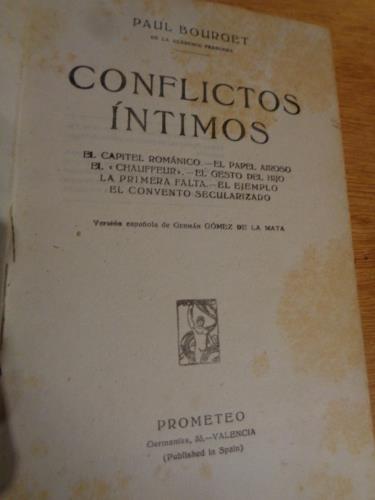 PAUL BOURGET
DE LA ACADEMIA FRANCESA
CONFLICTOS
ÍNTIMOS
EL CAPITEL ROMÁNICO.—EL PAPEL AIROSO
EL «CHAUFFEUR».—EL GESTO DEL HIJO
LA PRIMERA FALTA.—EL EJEMPLO
EL CONVENTO SECULARIZADO
Versión española de Germán GÓMEZ DE LA MATA
PROMETEO
Germanías, 33.—VALENCIA
(Published in Spain)